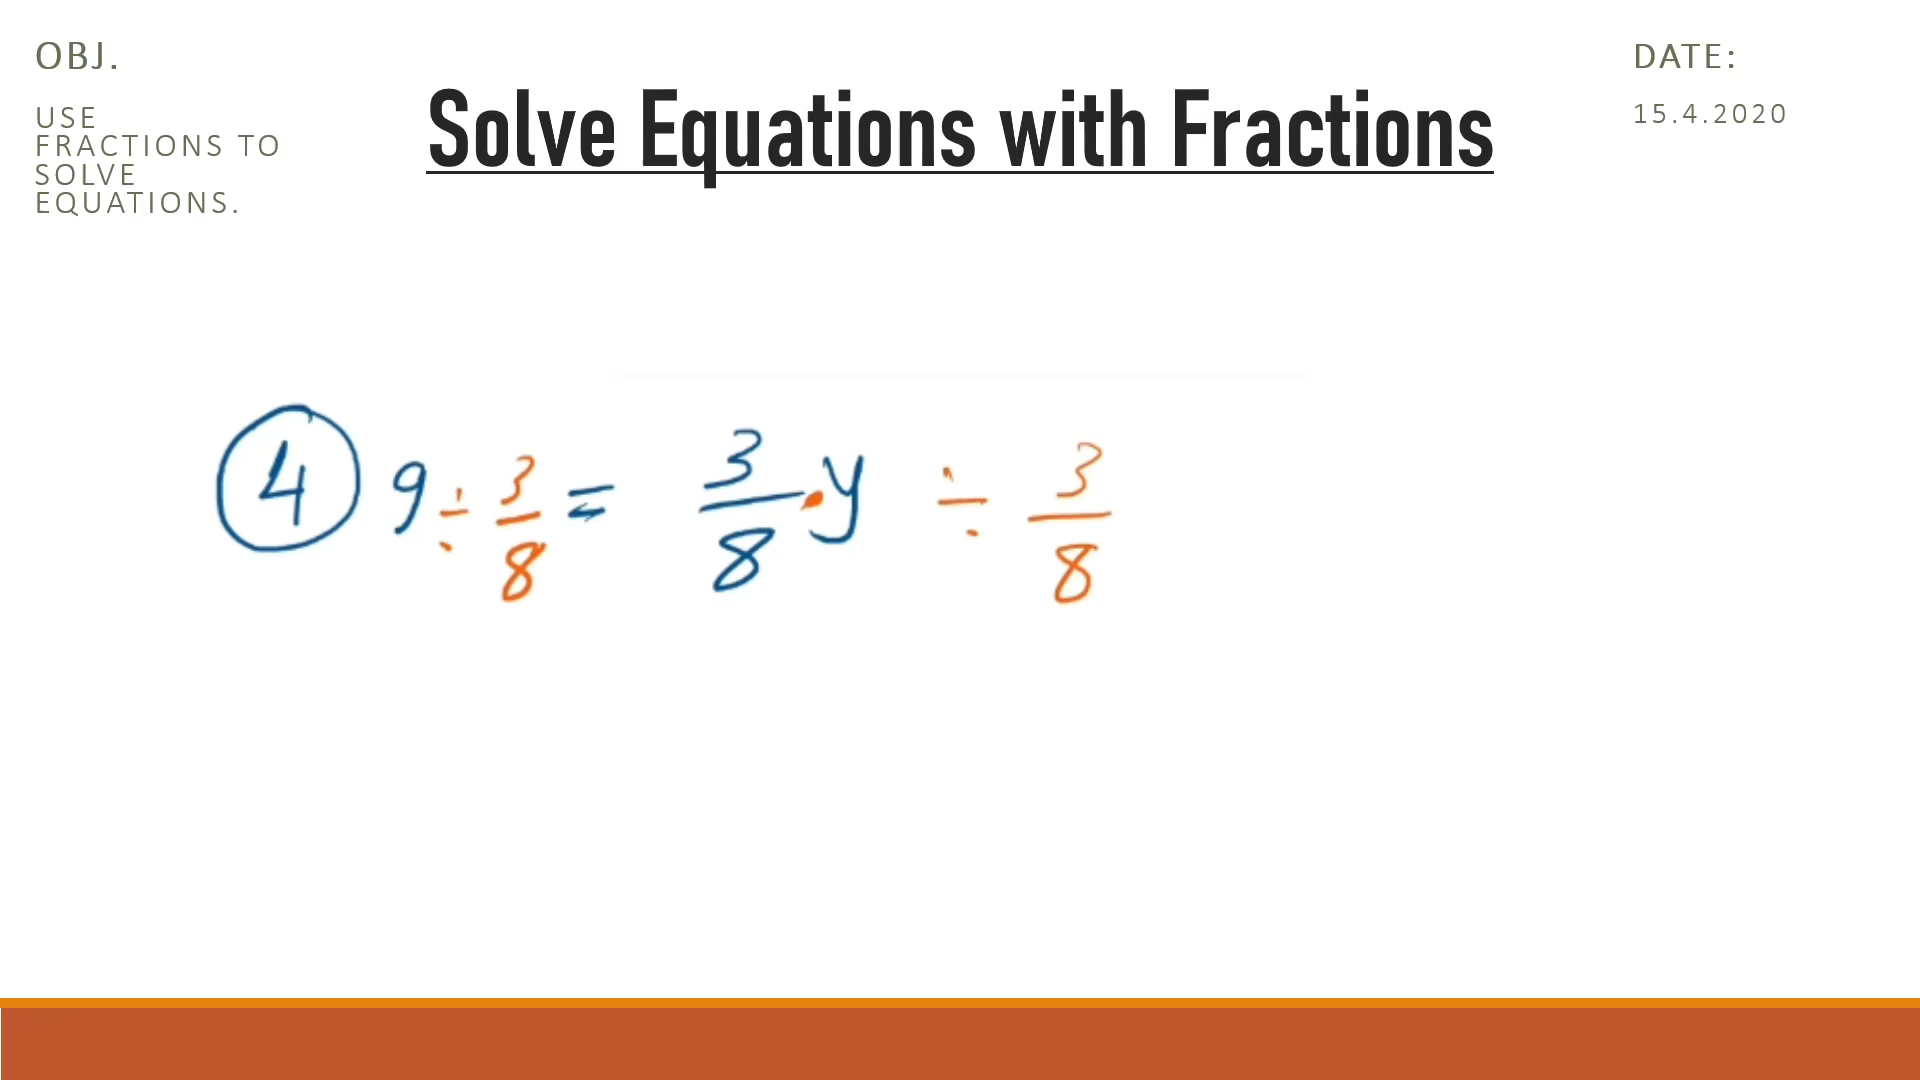 OBJ.
USE
FRACTIONS TO
SOLVE
EQUATIONS.
Solve Equations with Fractions
DATE:
15.4.2020
4 9 ÷ 3/8 = 3/8 · y ÷ 3/8